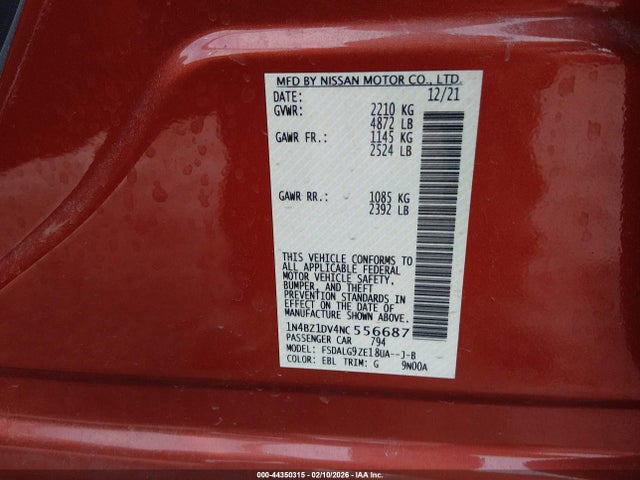 MFD BY NISSAN MOTOR CO., LTD.
DATE: 12/21
GVWR: 2210 KG
4872 LB
GAWR FR.: 1145 KG
2524 LB
GAWR RR.: 1085 KG
2392 LB
THIS VEHICLE CONFORMS TO
ALL APPLICABLE FEDERAL
MOTOR VEHICLE SAFETY,
BUMPER, AND THEFT
PREVENTION STANDARDS IN
EFFECT ON THE DATE OF
MANUFACTURE SHOWN ABOVE.
1N4BZ1DV4NC556687
PASSENGER CAR 794
MODEL: FSDALG9ZE18UA--J-B
COLOR: EBL TRIM: G 9N00A
000-44350315 - 02/10/2026 - IAA Inc.